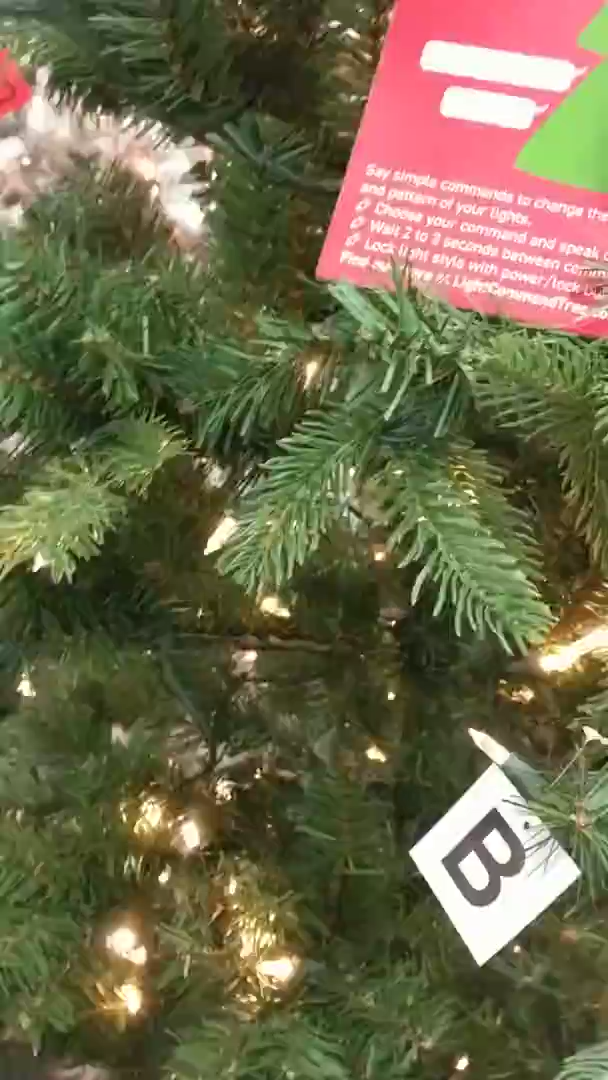 Say simple commands to change the
and pattern of your lights.
Choose your command and speak
Wait 2 to 3 seconds between comm
Lock light style with power/lock
Find more at LightCommandTree.co
B